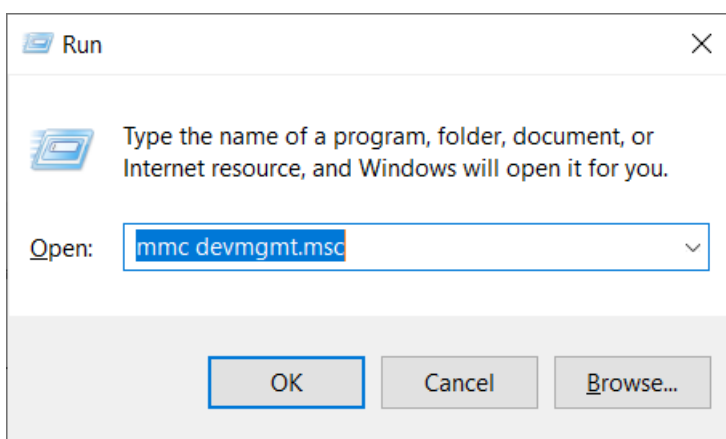 Run
Type the name of a program, folder, document, or
Internet resource, and Windows will open it for you.
Open: mmc devmgmt.msc
OK Cancel Browse...